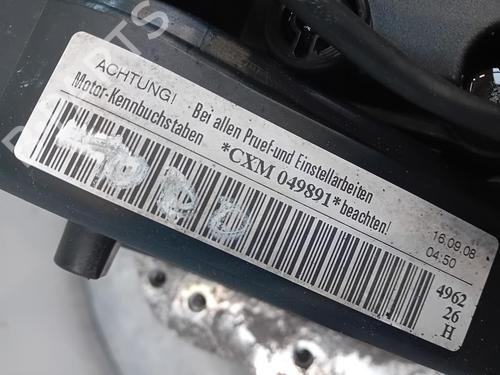 ACHTUNG!
Bei allen Pruef-und Einstellarbeiten
Motor-Kennbuchstaben *CXM 049891* beachten!
16.09.08
04:50
4962
26
H